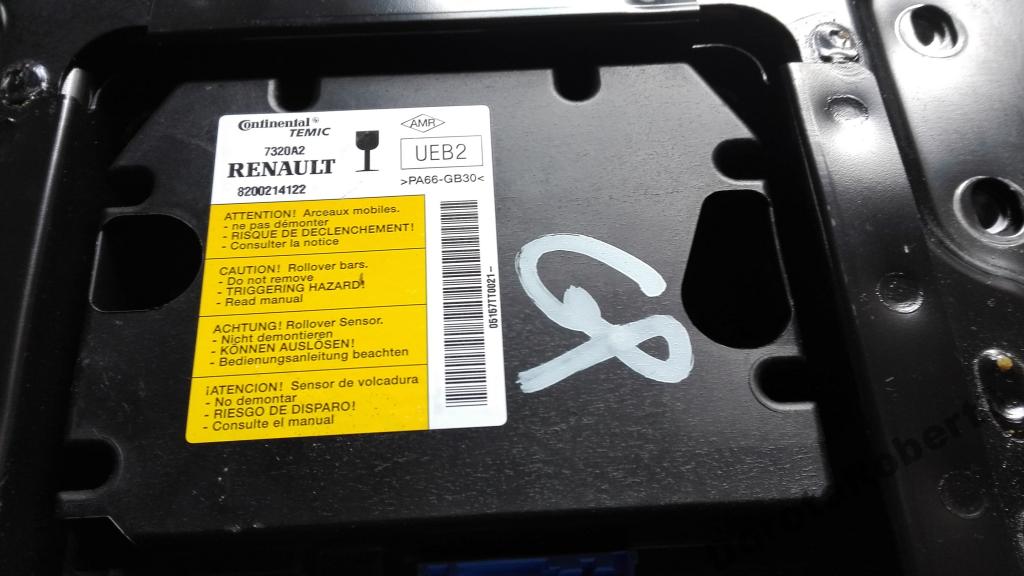 Continental
TEMIC
7320A2
RENAULT
8200214122
AMR
UEB2
>PA66-GB30<
ATTENTION! Arceaux mobiles.
- ne pas démonter
- RISQUE DE DECLENCHEMENT!
- Consulter la notice
CAUTION! Rollover bars.
- Do not remove
- TRIGGERING HAZARD!
- Read manual
ACHTUNG! Rollover Sensor.
- Nicht demontieren
- KÖNNEN AUSLÖSEN!
- Bedienungsanleitung beachten
¡ATENCION! Sensor de volcadura
- No demontar
- RIESGO DE DISPARO!
- Consulte el manual
05157TT0021-